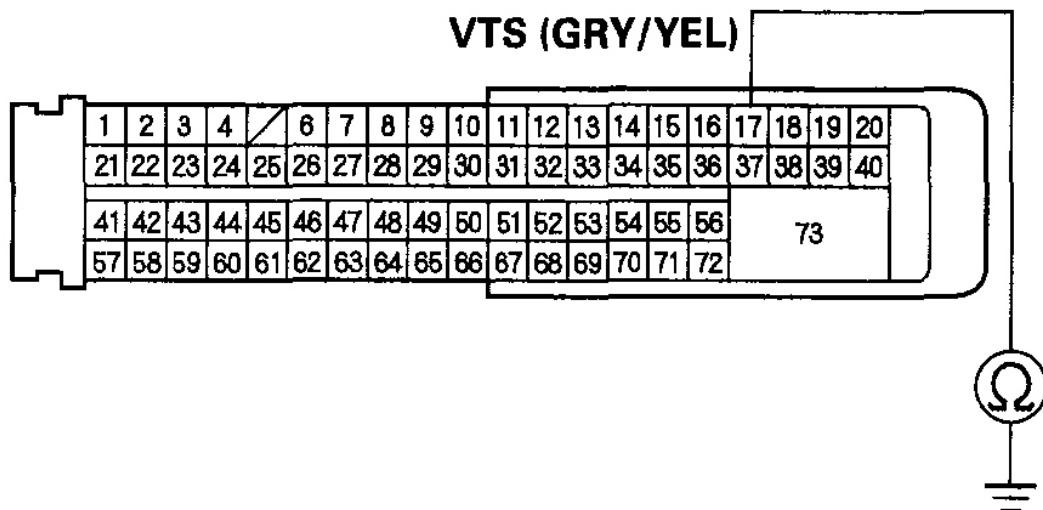 VTS (GRY/YEL)
1 2 3 4 6 7 8 9 10 11 12 13 14 15 16 17 18 19 20
21 22 23 24 25 26 27 28 29 30 31 32 33 34 35 36 37 38 39 40
41 42 43 44 45 46 47 48 49 50 51 52 53 54 55 56 73
57 58 59 60 61 62 63 64 65 66 67 68 69 70 71 72
Ω